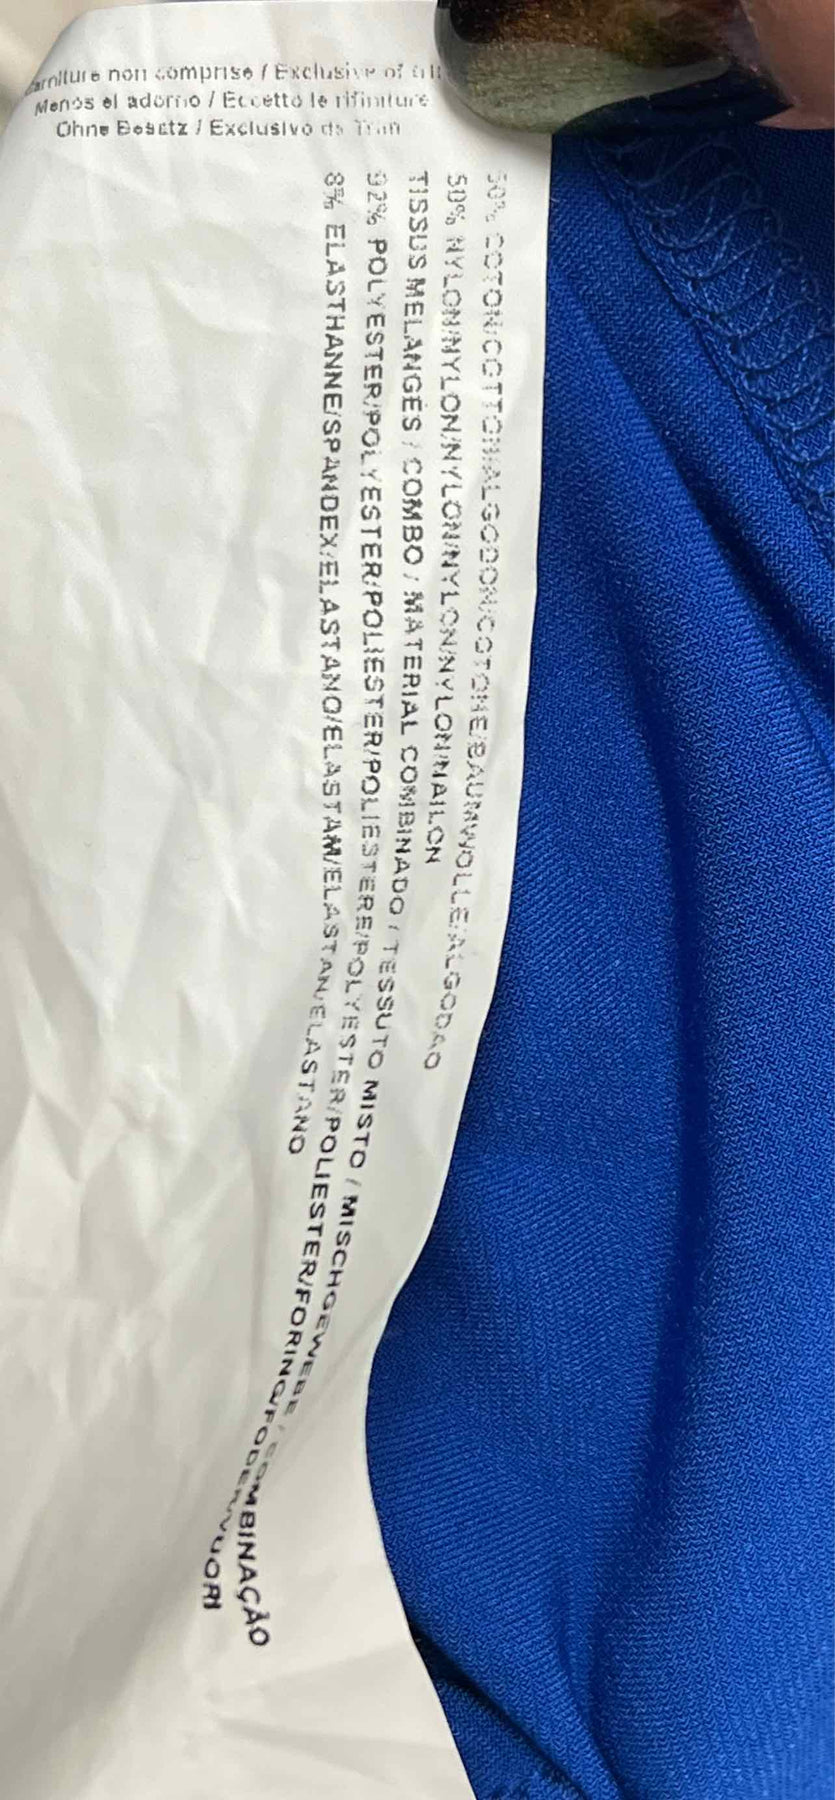 Garniture non comprise / Exclusive of
Menos el adorno / Eccetto le rifiniture
Ohne Besatz / Exclusivo da Trim
50% COTON/COTTON/ALGODON/COTONE/BAUMWOLLE/ALGODAO
50% NYLON/NYLON/NYLON/NYLON/NYLON/NAILON
TISSUS MELANGÉS / COMBO / MATERIAL COMBINADO / TESSUTO MISTO / MISCHGEWEBE / COMBINAÇÃO
92% POLYESTER/POLYESTER/POLIESTER/POLIESTERE/POLYESTER/POLIESTER/FORING/
8% ELASTHANNE/SPANDEX/ELASTANO/ELASTAM/ELASTAN/ELASTANO